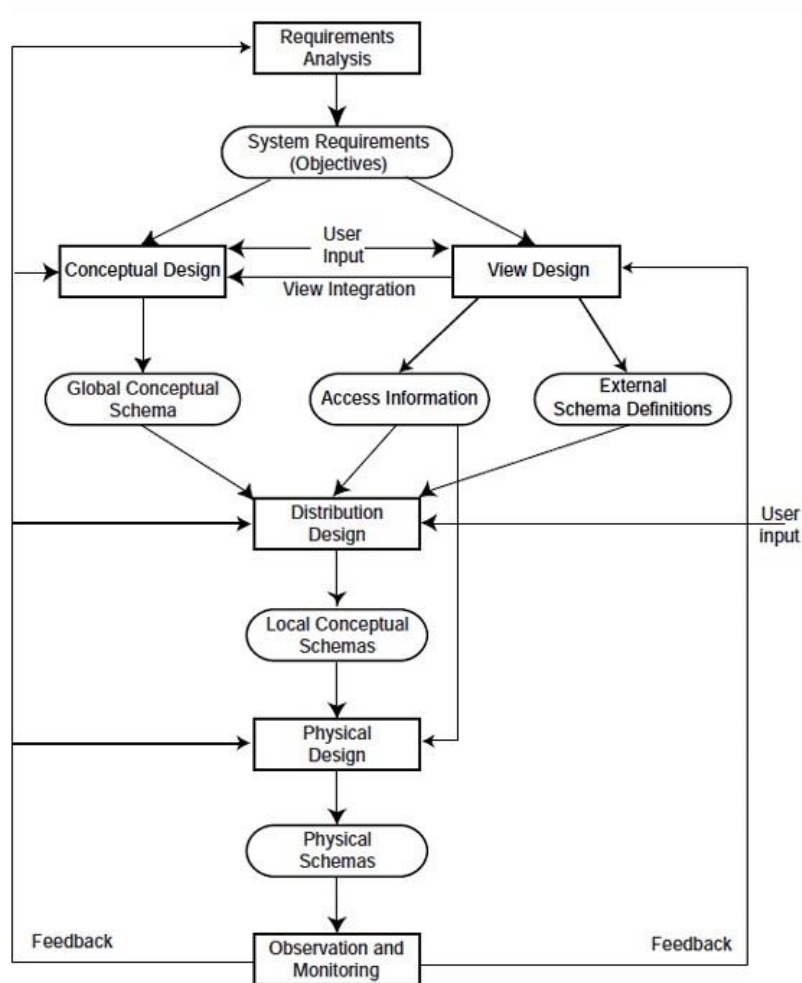 Requirements
Analysis
System Requirements
(Objectives)
User
Input
Conceptual Design
View Design
View Integration
Global Conceptual
Schema
Access Information
External
Schema Definitions
Distribution
Design
User
input
Local Conceptual
Schemas
Physical
Design
Physical
Schemas
Feedback
Observation and
Monitoring
Feedback